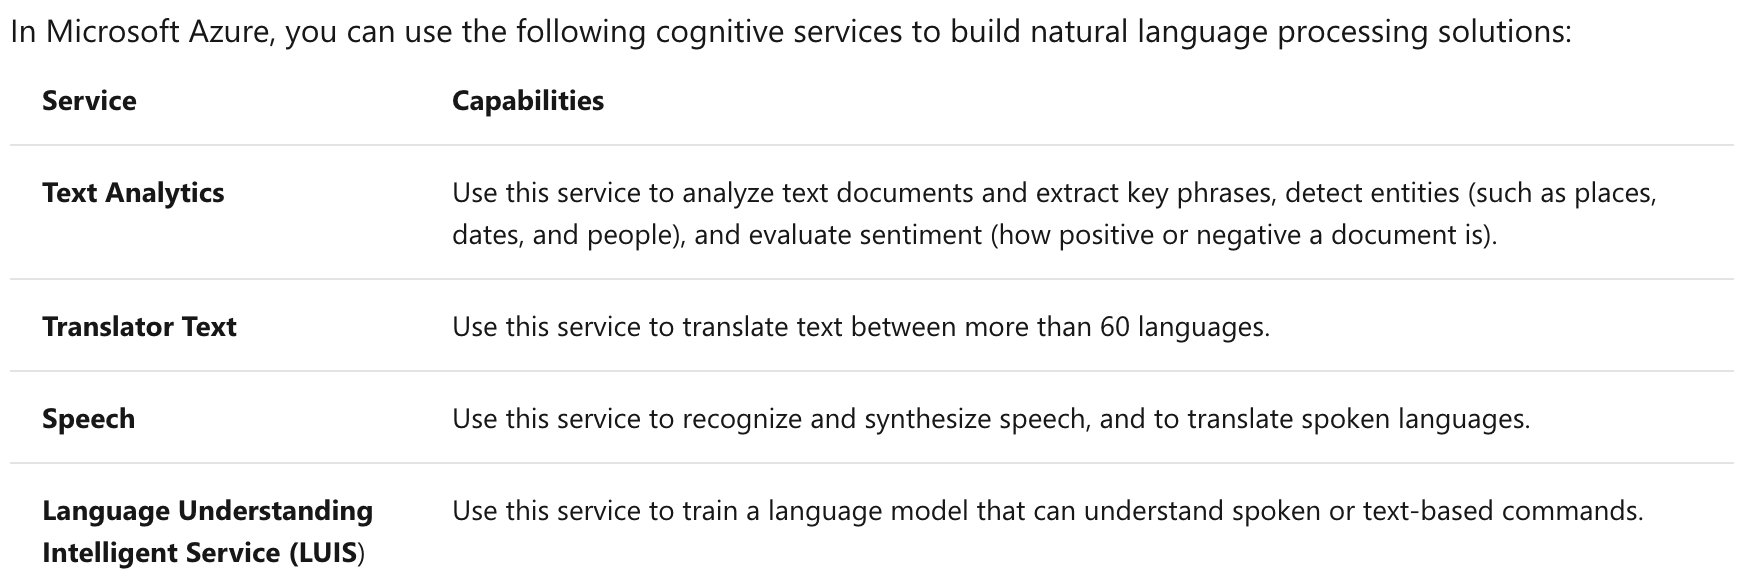 In Microsoft Azure, you can use the following cognitive services to build natural language processing solutions:
Service Capabilities
Text Analytics Use this service to analyze text documents and extract key phrases, detect entities (such as places,
dates, and people), and evaluate sentiment (how positive or negative a document is).
Translator Text Use this service to translate text between more than 60 languages.
Speech Use this service to recognize and synthesize speech, and to translate spoken languages.
Language Understanding Use this service to train a language model that can understand spoken or text-based commands.
Intelligent Service (LUIS)